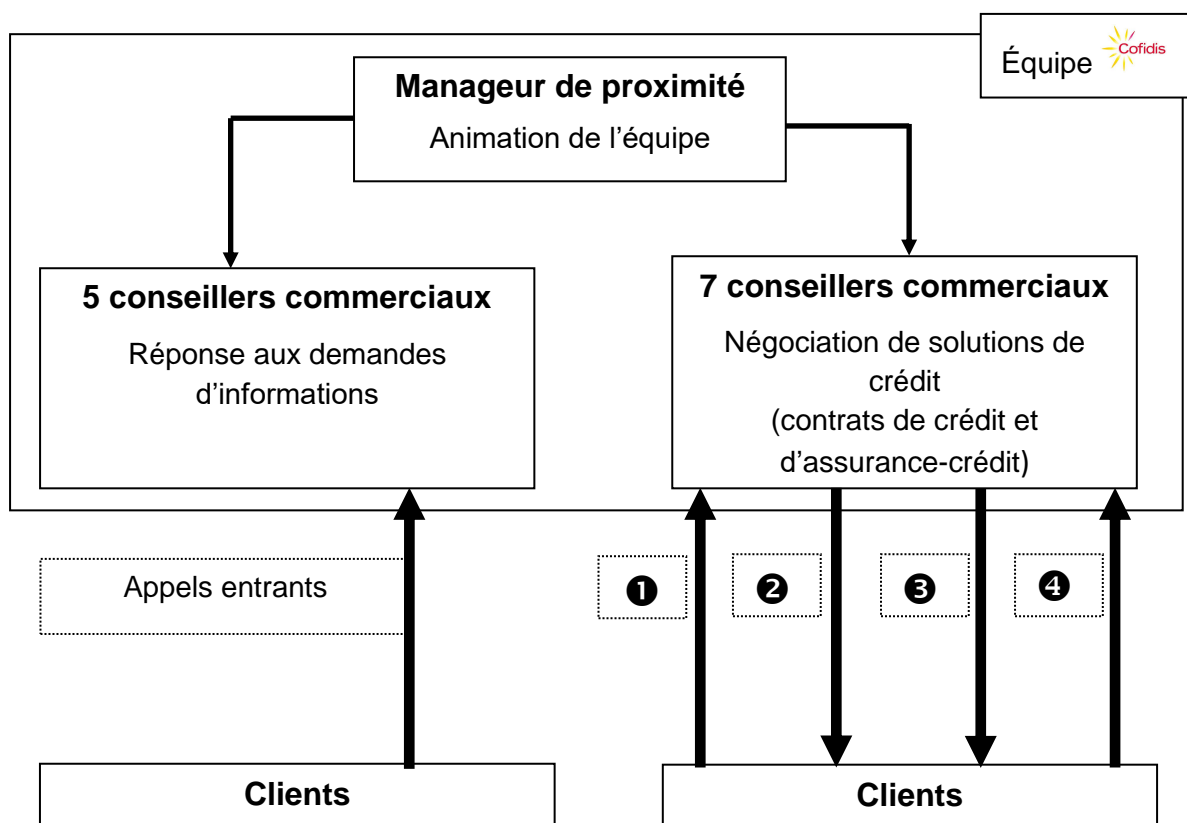 Équipe Cofidis
Manageur de proximité
Animation de l’équipe
5 conseillers commerciaux
Réponse aux demandes
d’informations
7 conseillers commerciaux
Négociation de solutions de
crédit
(contrats de crédit et
d’assurance-crédit)
Appels entrants
❶
❷
❸
❹
Clients
Clients